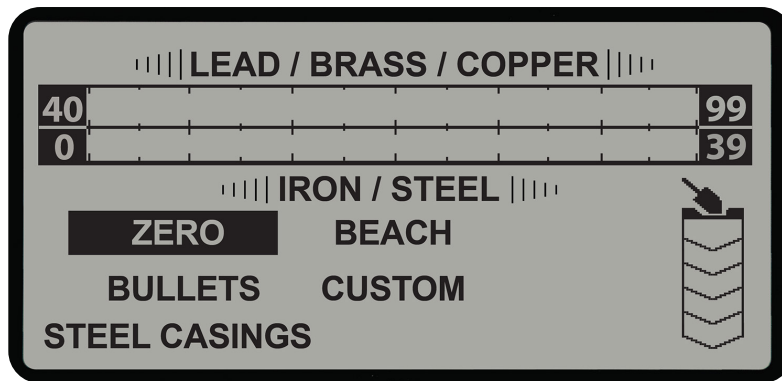 LEAD / BRASS / COPPER
40 99
0 39
IRON / STEEL
ZERO BEACH
BULLETS CUSTOM
STEEL CASINGS